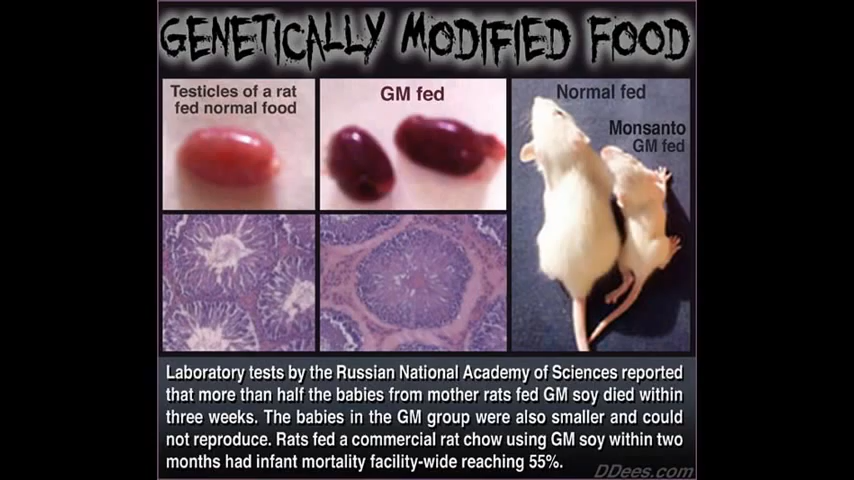 GENETICALLY MODIFIED FOOD
Testicles of a rat
fed normal food
GM fed
Normal fed
Monsanto
GM fed
Laboratory tests by the Russian National Academy of Sciences reported
that more than half the babies from mother rats fed GM soy died within
three weeks. The babies in the GM group were also smaller and could
not reproduce. Rats fed a commercial rat chow using GM soy within two
months had infant mortality facility-wide reaching 55%.
DDees.com